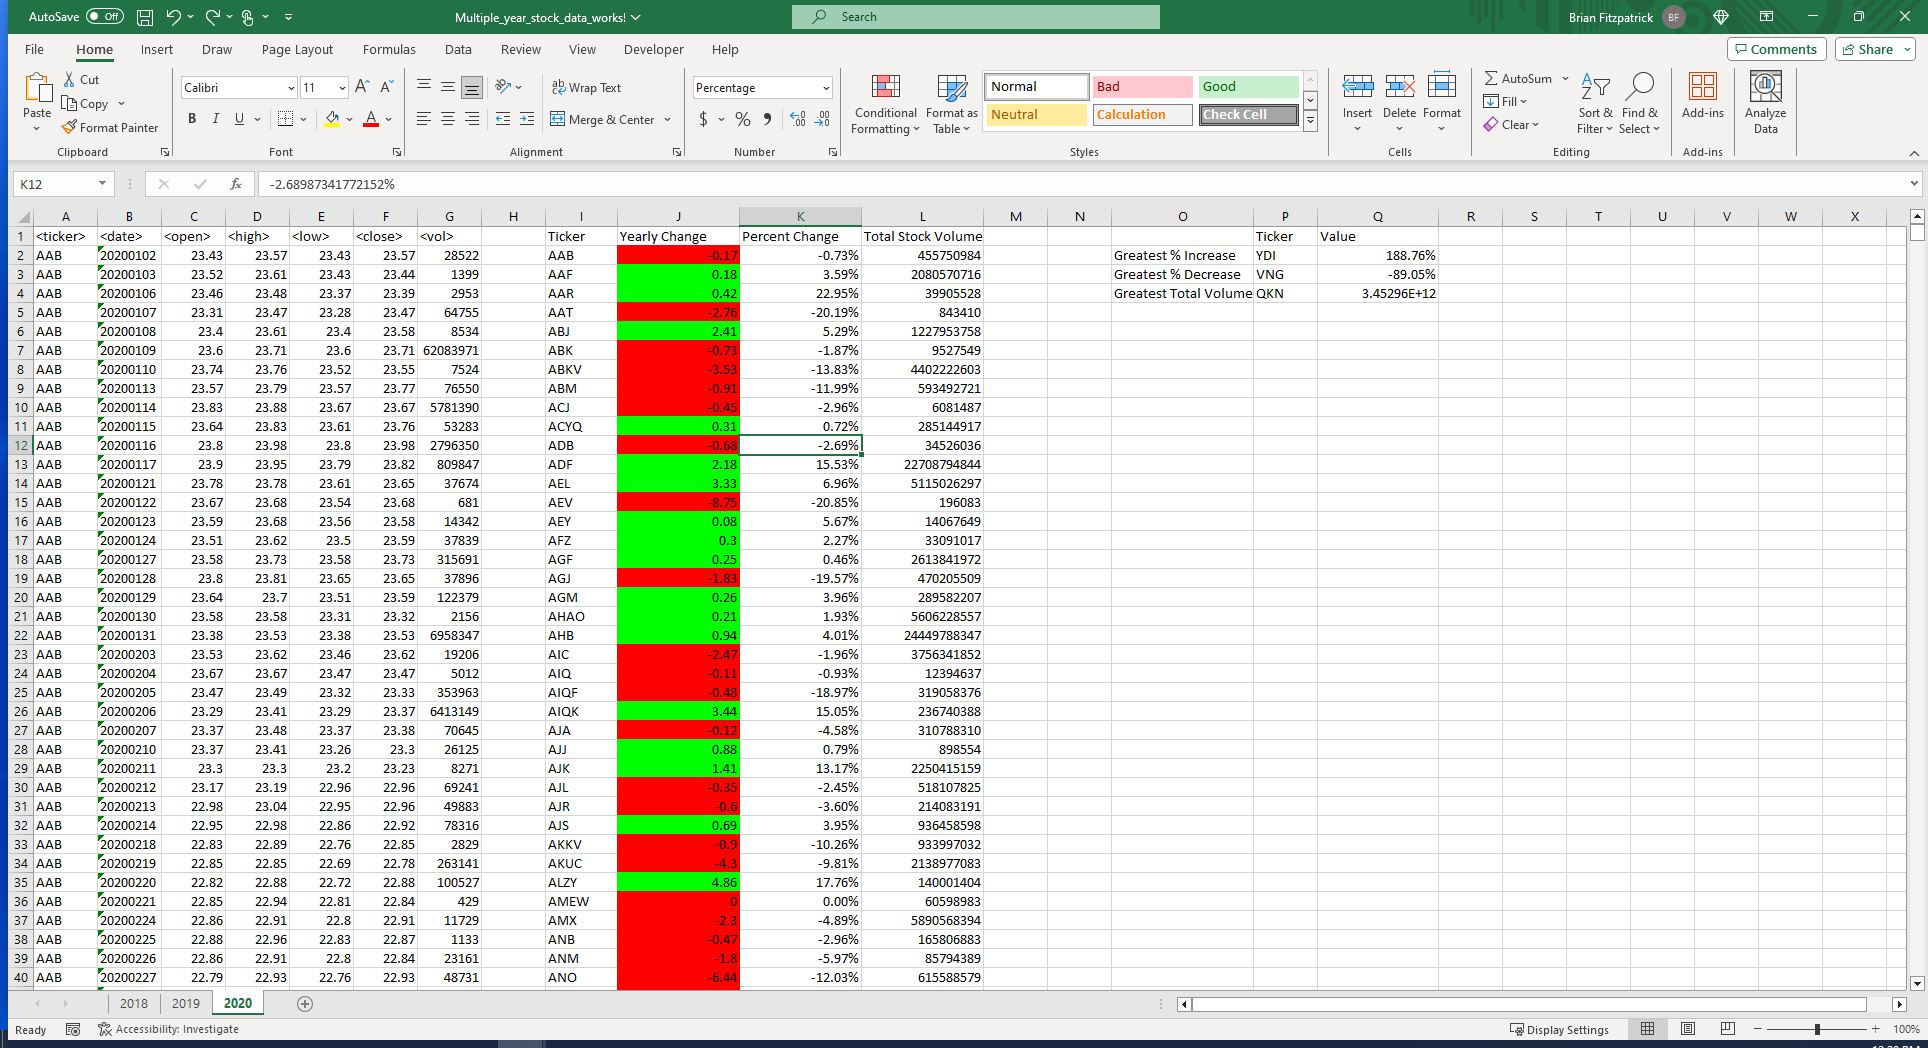 AutoSave Off Multiple_year_stock_data_works! Search Brian Fitzpatrick BF
File Home Insert Draw Page Layout Formulas Data Review View Developer Help Comments Share
Paste Cut Copy Format Painter Clipboard
Calibri 11 A A B I U A Font
ab Wrap Text Merge & Center Alignment
Percentage $ % Number
Conditional Formatting Format as Table Normal Bad Good Neutral Calculation Check Cell Styles
Insert Delete Format Cells
AutoSum Fill Clear Sort & Filter Find & Select Editing
Add-ins Add-ins
Analyze Data
K12 fx -2.68987341772152%
A B C D E F G H I J K L M N O P Q R S T U V W X
1 <ticker> <date> <open> <high> <low> <close> <vol> Ticker Yearly Change Percent Change Total Stock Volume Ticker Value
2 AAB 20200102 23.43 23.57 23.43 23.57 28522 AAB -0.17 -0.73% 455750984 Greatest % Increase YDI 188.76%
3 AAB 20200103 23.52 23.61 23.43 23.44 1399 AAF 0.18 3.59% 2080570716 Greatest % Decrease VNG -89.05%
4 AAB 20200106 23.46 23.48 23.37 23.39 2953 AAR 0.42 22.95% 39905528 Greatest Total Volume QKN 3.45296E+12
5 AAB 20200107 23.31 23.47 23.28 23.47 64755 AAT -2.76 -20.19% 843410
6 AAB 20200108 23.4 23.61 23.4 23.58 8534 ABJ 2.41 5.29% 1227953758
7 AAB 20200109 23.6 23.71 23.6 23.71 62083971 ABK -0.73 -1.87% 9527549
8 AAB 20200110 23.74 23.76 23.52 23.55 7524 ABKV -3.53 -13.83% 4402222603
9 AAB 20200113 23.57 23.79 23.57 23.77 76550 ABM -0.91 -11.99% 593492721
10 AAB 20200114 23.83 23.88 23.67 23.67 5781390 ACJ -0.45 -2.96% 6081487
11 AAB 20200115 23.64 23.83 23.61 23.76 53283 ACYQ 0.31 0.72% 285144917
12 AAB 20200116 23.8 23.98 23.8 23.98 2796350 ADB -0.68 -2.69% 34526036
13 AAB 20200117 23.9 23.95 23.79 23.82 809847 ADF 2.18 15.53% 22708794844
14 AAB 20200121 23.78 23.78 23.61 23.65 37674 AEL 3.33 6.96% 5115026297
15 AAB 20200122 23.67 23.68 23.54 23.68 681 AEV -8.75 -20.85% 196083
16 AAB 20200123 23.59 23.68 23.56 23.58 14342 AEY 0.08 5.67% 14067649
17 AAB 20200124 23.51 23.62 23.5 23.59 37839 AFZ 0.3 2.27% 33091017
18 AAB 20200127 23.58 23.73 23.58 23.73 315691 AGF 0.25 0.46% 2613841972
19 AAB 20200128 23.8 23.81 23.65 23.65 37896 AGJ -1.83 -19.57% 470205509
20 AAB 20200129 23.64 23.7 23.51 23.59 122379 AGM 0.26 3.96% 289582207
21 AAB 20200130 23.58 23.58 23.31 23.32 2156 AHAO 0.21 1.93% 5606228557
22 AAB 20200131 23.38 23.53 23.38 23.53 6958347 AHB 0.94 4.01% 24449788347
23 AAB 20200203 23.53 23.62 23.46 23.62 19206 AIC -2.47 -1.96% 3756341852
24 AAB 20200204 23.67 23.67 23.47 23.47 5012 AIQ -0.11 -0.93% 12394637
25 AAB 20200205 23.47 23.49 23.32 23.33 353963 AIQF -0.48 -18.97% 319058376
26 AAB 20200206 23.29 23.41 23.29 23.37 6413149 AIQK 3.44 15.05% 236740388
27 AAB 20200207 23.37 23.48 23.37 23.38 70645 AJA -0.12 -4.58% 310788310
28 AAB 20200210 23.37 23.41 23.26 23.3 26125 AJJ 0.88 0.79% 898554
29 AAB 20200211 23.3 23.3 23.2 23.23 8271 AJK 1.41 13.17% 2250415159
30 AAB 20200212 23.17 23.19 22.96 22.96 69241 AJL -0.35 -2.45% 518107825
31 AAB 20200213 22.98 23.04 22.95 22.96 49883 AJR -0.6 -3.60% 214083191
32 AAB 20200214 22.95 22.98 22.86 22.92 78316 AJS 0.69 3.95% 936458598
33 AAB 20200218 22.83 22.89 22.76 22.85 2829 AKKV -0.9 -10.26% 933997032
34 AAB 20200219 22.85 22.85 22.69 22.78 263141 AKUC -4.3 -9.81% 2138977083
35 AAB 20200220 22.82 22.88 22.72 22.88 100527 ALZY 4.86 17.76% 140001404
36 AAB 20200221 22.85 22.94 22.81 22.84 429 AMEW 0 0.00% 60598983
37 AAB 20200224 22.86 22.91 22.8 22.91 11729 AMX -2.3 -4.89% 5890568394
38 AAB 20200225 22.88 22.96 22.83 22.87 1133 ANB -0.47 -2.96% 165806883
39 AAB 20200226 22.86 22.91 22.8 22.84 23161 ANM -1.8 -5.97% 85794389
40 AAB 20200227 22.79 22.93 22.76 22.93 48731 ANO -6.44 -12.03% 615588579
2018 2019 2020
Ready Accessibility: Investigate Display Settings 100%